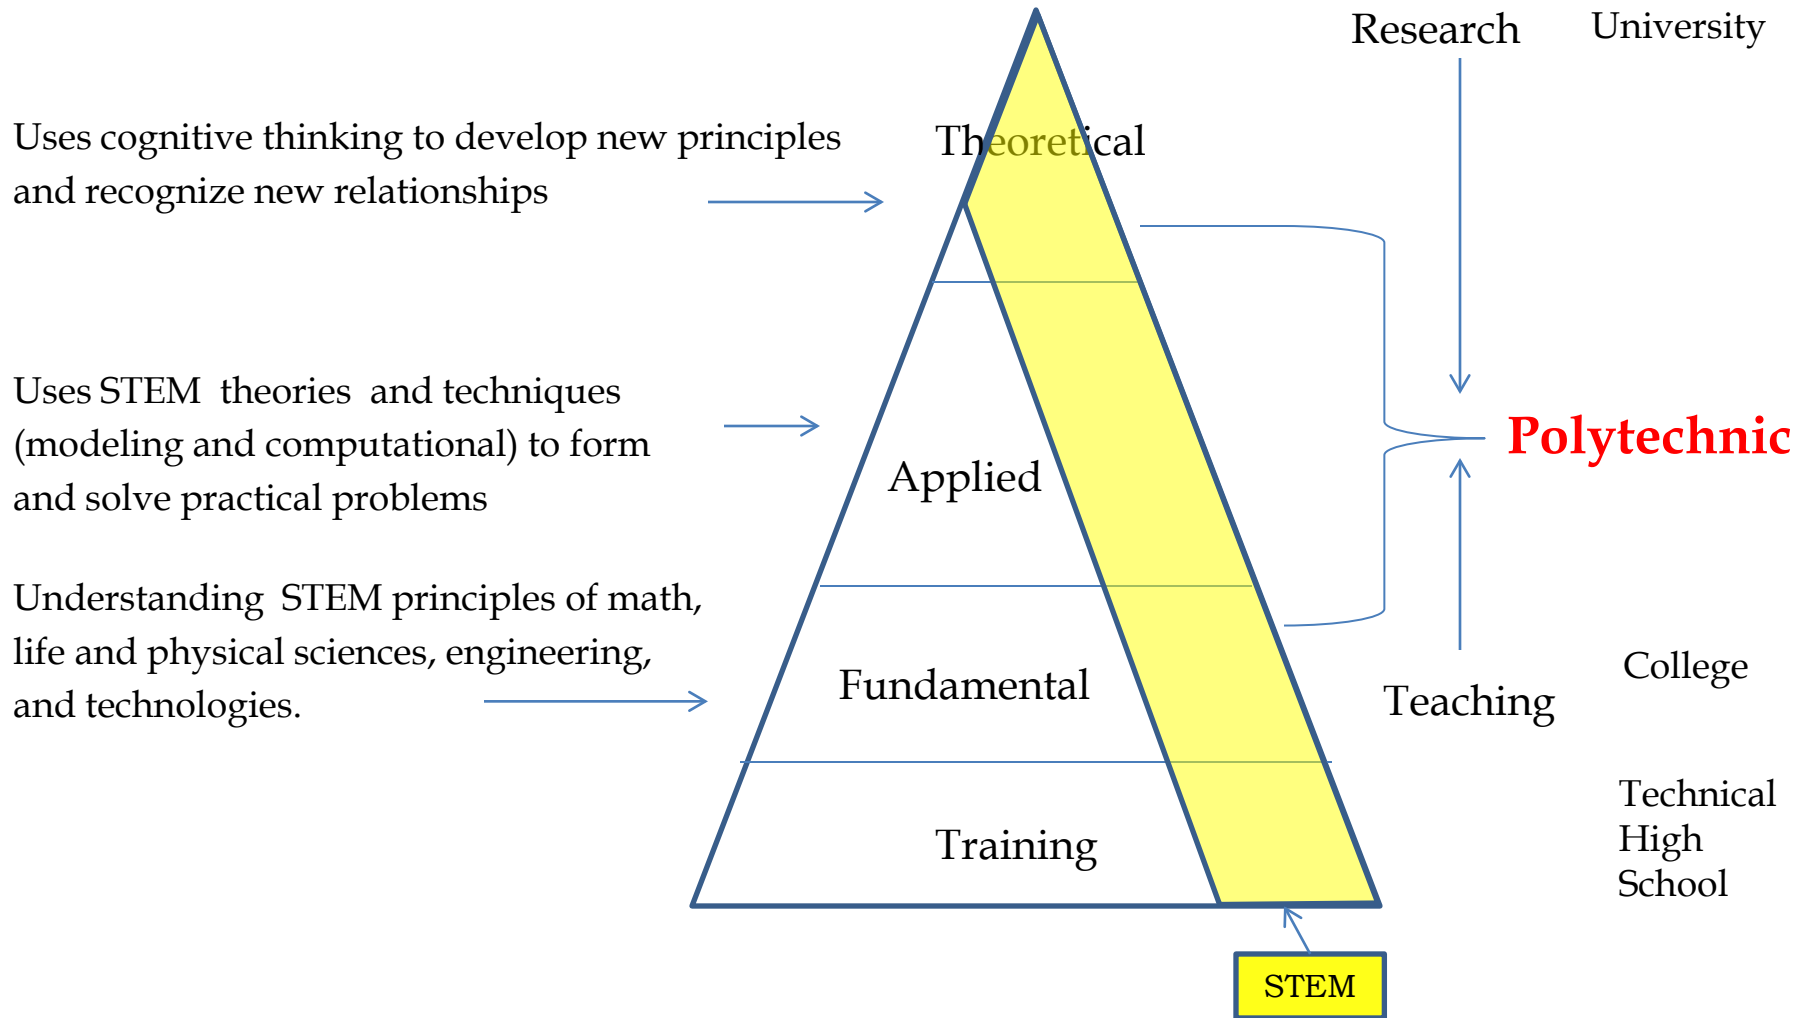 Research
University
Uses cognitive thinking to develop new principles
and recognize new relationships
Theoretical
Uses STEM theories and techniques
(modeling and computational) to form
and solve practical problems
Applied
Polytechnic
Understanding STEM principles of math,
life and physical sciences, engineering,
and technologies.
Fundamental
Teaching
College
Training
Technical
High
School
STEM